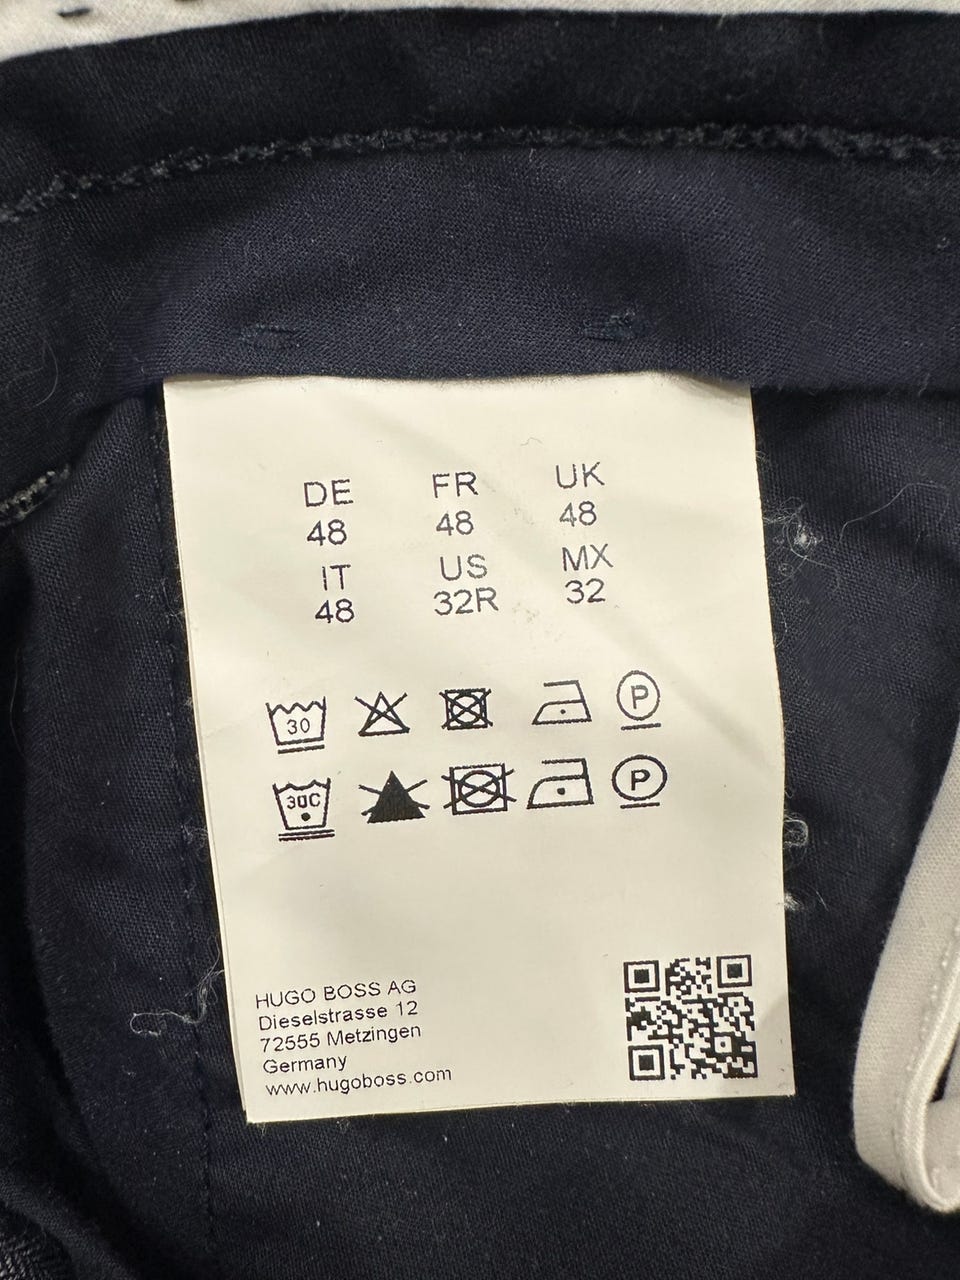 DE FR UK
48 48 48
IT US MX
48 32R 32
30 P
30C P
HUGO BOSS AG
Dieselstrasse 12
72555 Metzingen
Germany
www.hugoboss.com